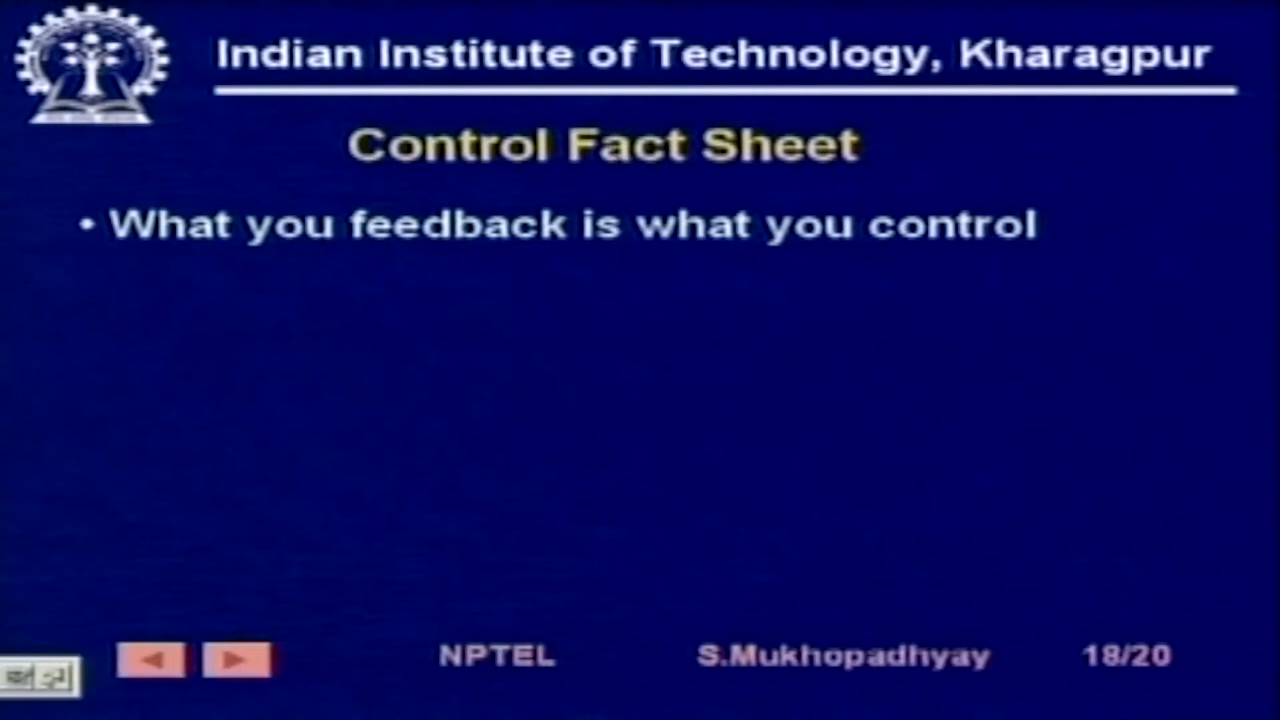 Indian Institute of Technology, Kharagpur
Control Fact Sheet
• What you feedback is what you control
NPTEL S.Mukhopadhyay 18/20